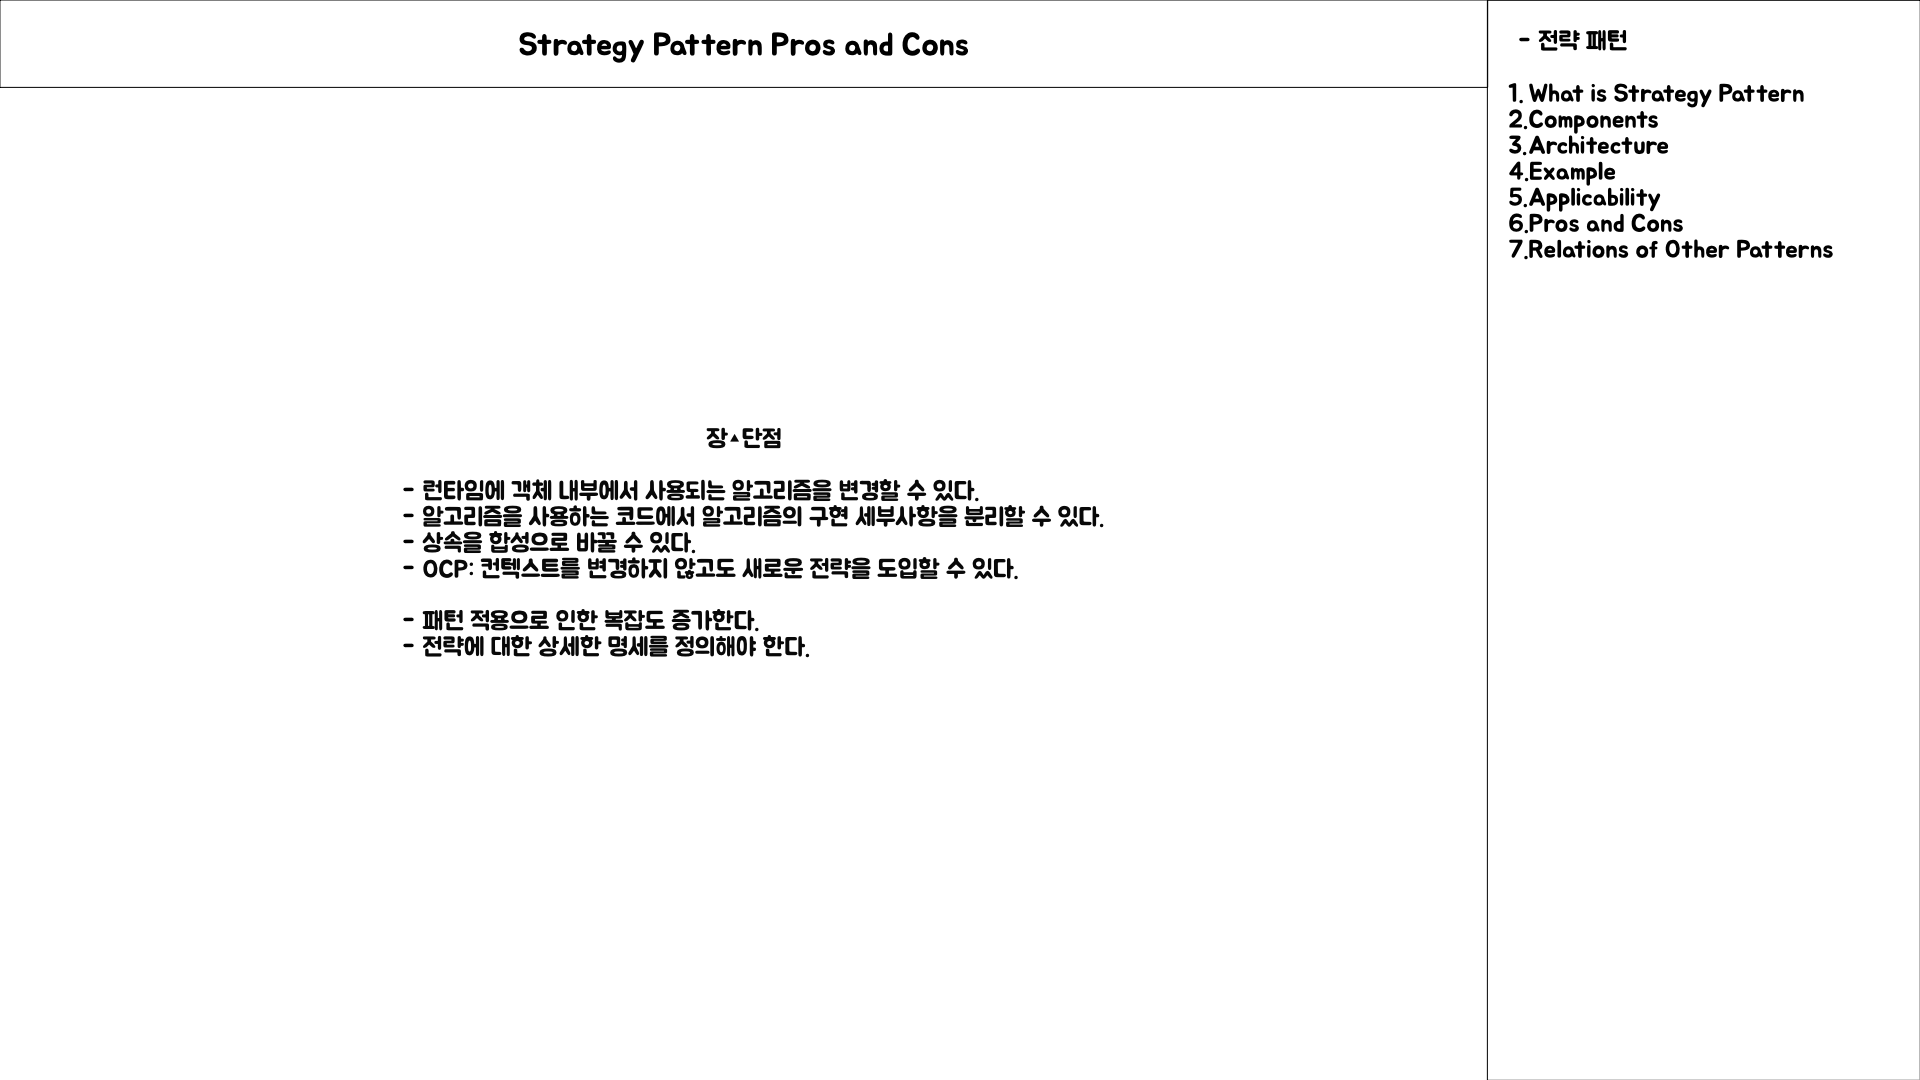 Strategy Pattern Pros and Cons
장▲단점
- 런타임에 객체 내부에서 사용되는 알고리즘을 변경할 수 있다.
- 알고리즘을 사용하는 코드에서 알고리즘의 구현 세부사항을 분리할 수 있다.
- 상속을 합성으로 바꿀 수 있다.
- OCP: 컨텍스트를 변경하지 않고도 새로운 전략을 도입할 수 있다.
- 패턴 적용으로 인한 복잡도 증가한다.
- 전략에 대한 상세한 명세를 정의해야 한다.
- 전략 패턴
1. What is Strategy Pattern
2.Components
3.Architecture
4.Example
5.Applicability
6.Pros and Cons
7.Relations of Other Patterns